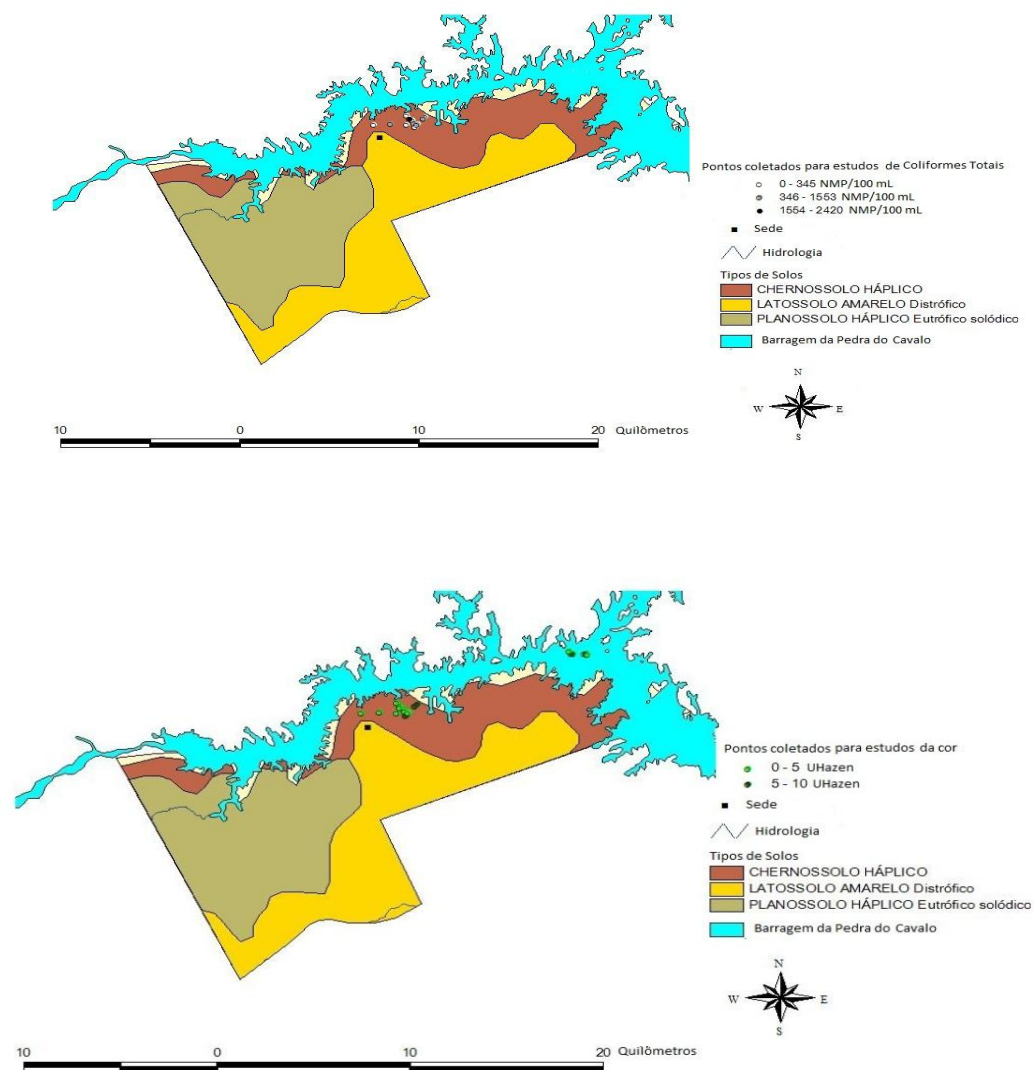 Pontos coletados para estudos de Coliformes Totais
0 - 345 NMP/100 mL
346 - 1553 NMP/100 mL
1554 - 2420 NMP/100 mL
Sede
Hidrologia
Tipos de Solos
CHERNOSSOLO HÁPLICO
LATOSSOLO AMARELO Distrófico
PLANOSSOLO HÁPLICO Eutrófico solódico
Barragem da Pedra do Cavalo
N
W E
S
10 0 10 20 Quilômetros
Pontos coletados para estudos da cor
0 - 5 UHazen
5 - 10 UHazen
Sede
Hidrologia
Tipos de Solos
CHERNOSSOLO HÁPLICO
LATOSSOLO AMARELO Distrófico
PLANOSSOLO HÁPLICO Eutrófico solódico
Barragem da Pedra do Cavalo
N
W E
S
10 0 10 20 Quilômetros